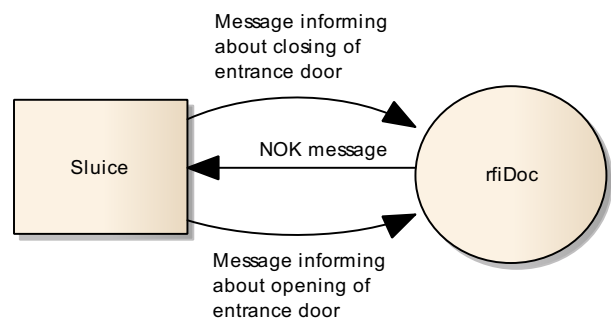 Message informing
about closing of
entrance door
NOK message
Sluice
rfiDoc
Message informing
about opening of
entrance door